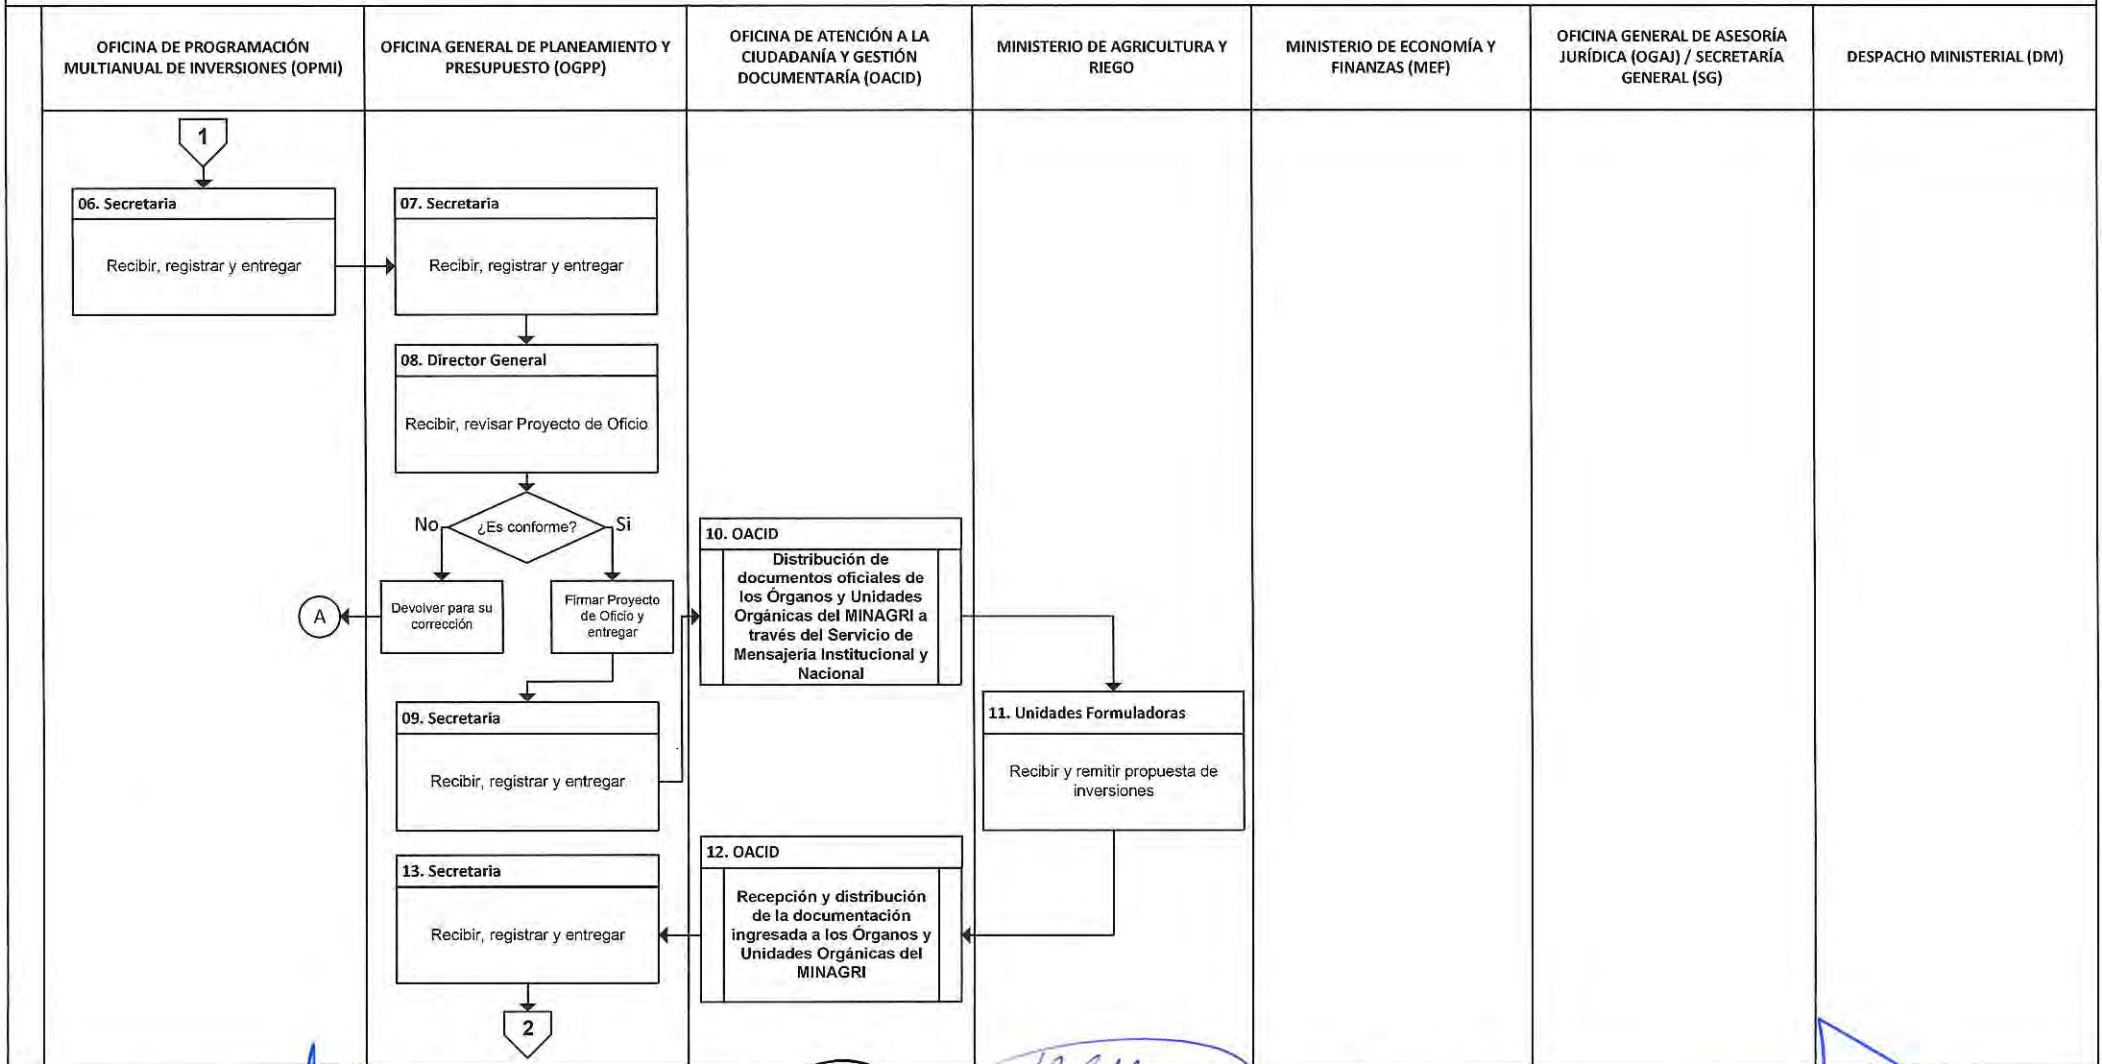 OFICINA DE PROGRAMACIÓN
MULTIANUAL DE INVERSIONES (OPMI)
OFICINA GENERAL DE PLANEAMIENTO Y
PRESUPUESTO (OGPP)
OFICINA DE ATENCIÓN A LA
CIUDADANÍA Y GESTIÓN
DOCUMENTARÍA (OACID)
MINISTERIO DE AGRICULTURA Y
RIEGO
MINISTERIO DE ECONOMÍA Y
FINANZAS (MEF)
OFICINA GENERAL DE ASESORÍA
JURÍDICA (OGAJ) / SECRETARÍA
GENERAL (SG)
DESPACHO MINISTERIAL (DM)
1
06. Secretaria
Recibir, registrar y entregar
07. Secretaria
Recibir, registrar y entregar
08. Director General
Recibir, revisar Proyecto de Oficio
¿Es conforme?
No
Si
Devolver para su
corrección
A
Firmar Proyecto
de Oficio y
entregar
09. Secretaria
Recibir, registrar y entregar
10. OACID
Distribución de
documentos oficiales de
los Órganos y Unidades
Orgánicas del MINAGRI a
través del Servicio de
Mensajería Institucional y
Nacional
11. Unidades Formuladoras
Recibir y remitir propuesta de
inversiones
12. OACID
Recepción y distribución
de la documentación
ingresada a los Órganos y
Unidades Orgánicas del
MINAGRI
13. Secretaria
Recibir, registrar y entregar
2